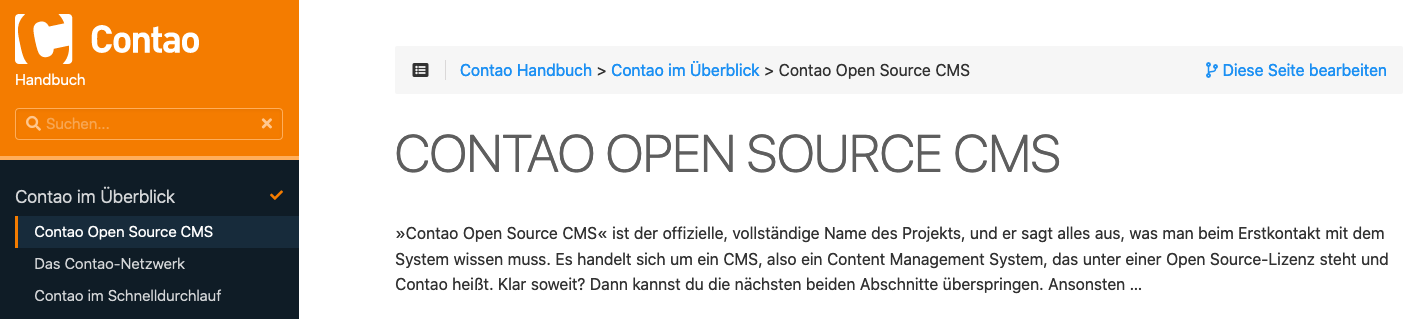 Contao
Handbuch
Suchen...
Contao im Überblick
Contao Open Source CMS
Das Contao-Netzwerk
Contao im Schnelldurchlauf
Contao Handbuch > Contao im Überblick > Contao Open Source CMS
Diese Seite bearbeiten
CONTAO OPEN SOURCE CMS
»Contao Open Source CMS« ist der offizielle, vollständige Name des Projekts, und er sagt alles aus, was man beim Erstkontakt mit dem
System wissen muss. Es handelt sich um ein CMS, also ein Content Management System, das unter einer Open Source-Lizenz steht und
Contao heißt. Klar soweit? Dann kannst du die nächsten beiden Abschnitte überspringen. Ansonsten ...